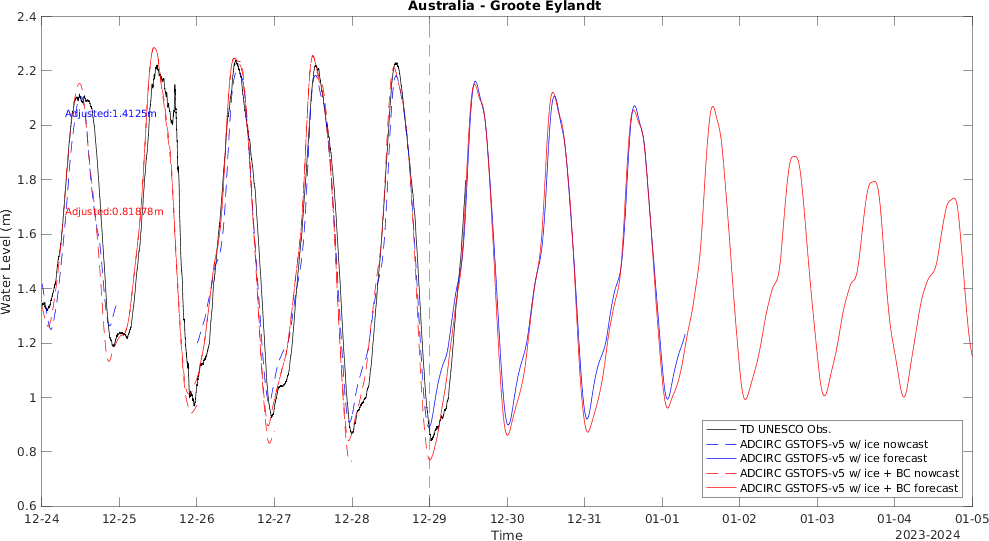 Australia - Groote Eylandt
2.4
2.2
2
1.8
1.6
1.4
1.2
1
0.8
0.6
Water Level (m)
Adjusted:1.4125m
Adjusted:0.81878m
TD UNESCO Obs.
ADCIRC GSTOFS-v5 w/ ice nowcast
ADCIRC GSTOFS-v5 w/ ice forecast
ADCIRC GSTOFS-v5 w/ ice + BC nowcast
ADCIRC GSTOFS-v5 w/ ice + BC forecast
12-24 12-25 12-26 12-27 12-28 12-29 12-30 12-31 01-01 01-02 01-03 01-04 01-05
Time
2023-2024